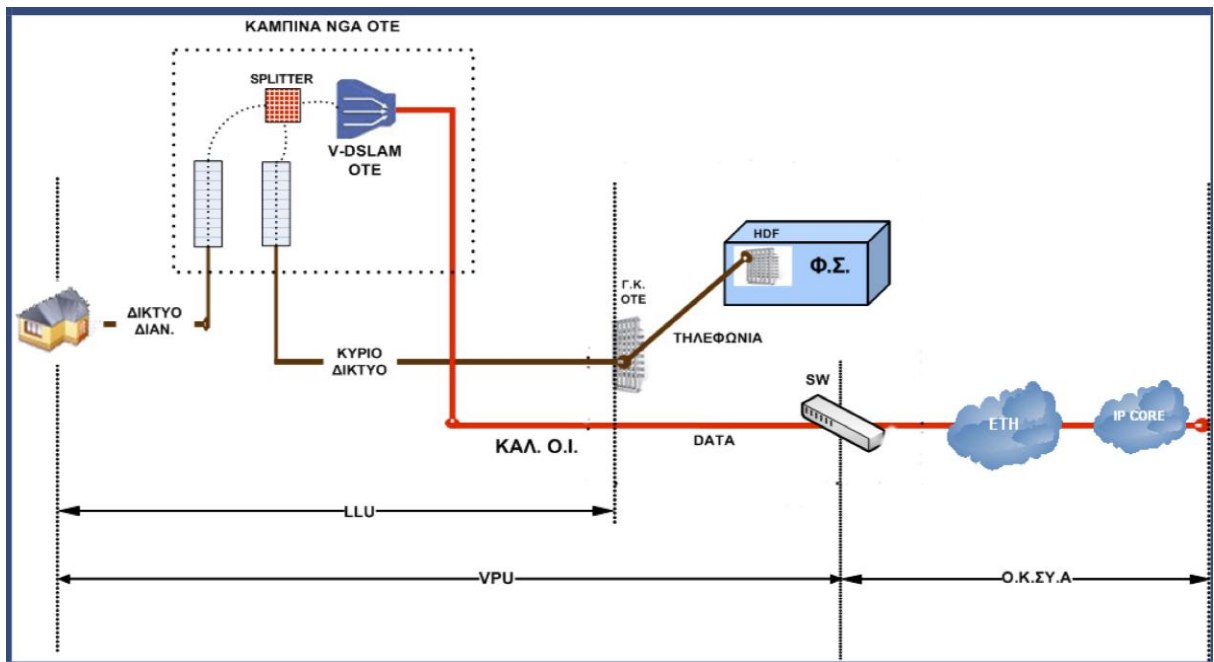 ΚΑΜΠΙΝΑ NGA ΟΤΕ
SPLITTER
V-DSLAM
ΟΤΕ
HDF
Φ.Σ.
Γ.Κ.
ΟΤΕ
ΔΙΚΤΥΟ
ΔΙΑΝ.
ΤΗΛΕΦΩΝΙΑ
ΚΥΡΙΟ
ΔΙΚΤΥΟ
SW
ETH
IP CORE
ΚΑΛ. Ο.Ι.
DATA
LLU
VPU
Ο.Κ.ΣΥ.Α